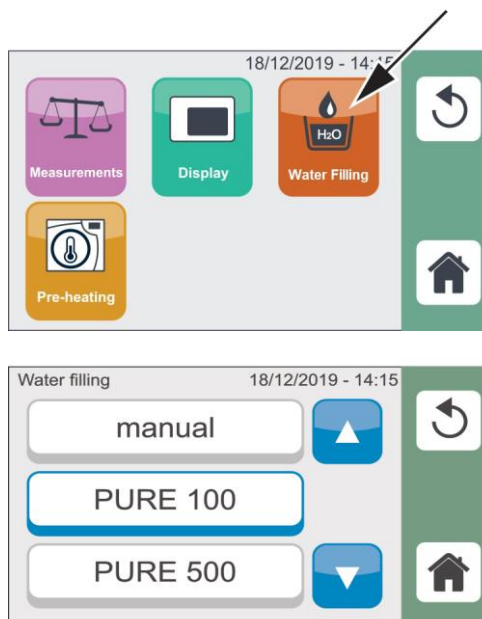 18/12/2019 - 14:15
Measurements
Display
H₂O
Water Filling
Pre-heating
Water filling
18/12/2019 - 14:15
manual
PURE 100
PURE 500